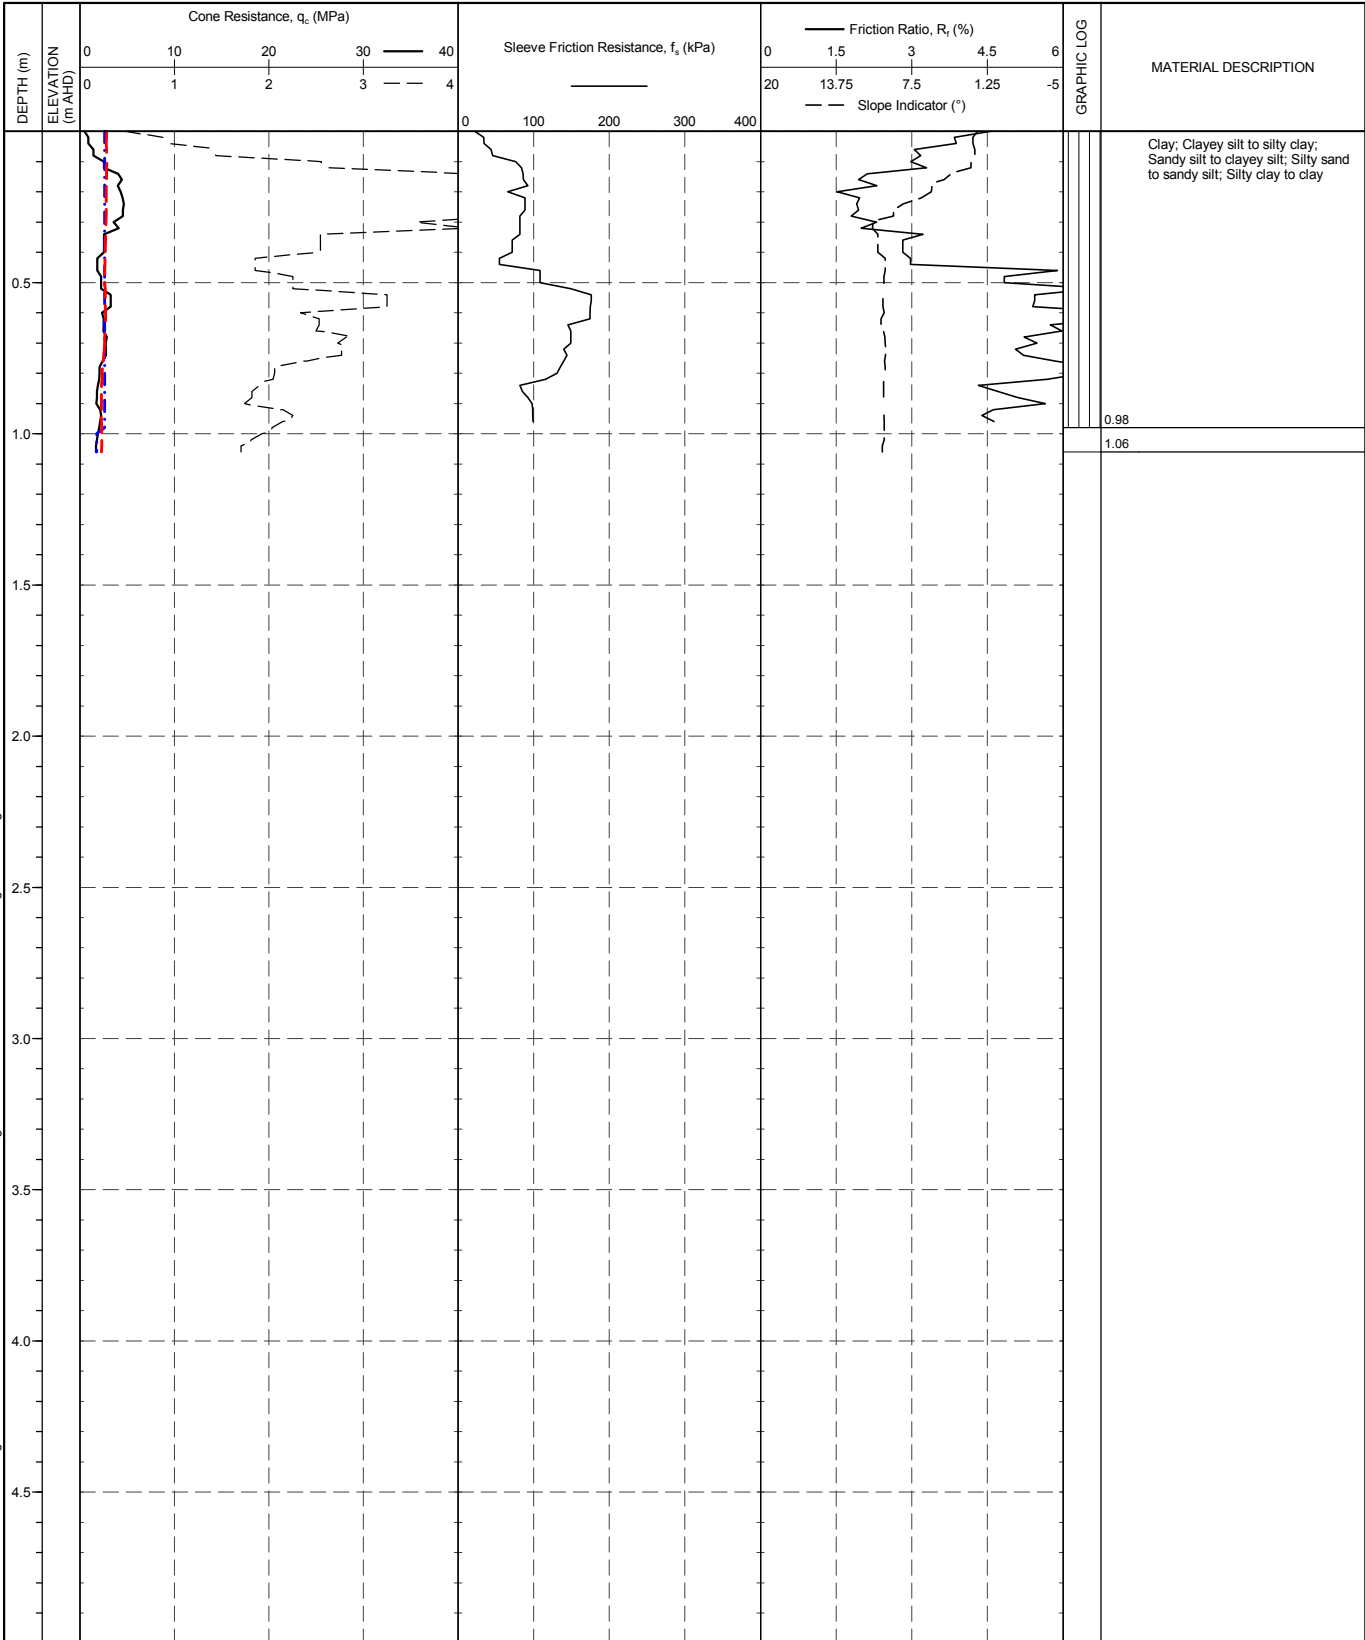 DEPTH (m)
ELEVATION
(m AHD)
Cone Resistance, qc (MPa)
0 10 20 30 40
0 1 2 3 4
Sleeve Friction Resistance, fs (kPa)
0 100 200 300 400
Friction Ratio, Rf (%)
0 1.5 3 4.5 6
20 13.75 7.5 1.25 -5
Slope Indicator (°)
GRAPHIC LOG
MATERIAL DESCRIPTION
Clay; Clayey silt to silty clay;
Sandy silt to clayey silt; Silty sand
to sandy silt; Silty clay to clay
0.98
1.06
0.5
1.0
1.5
2.0
2.5
3.0
3.5
4.0
4.5